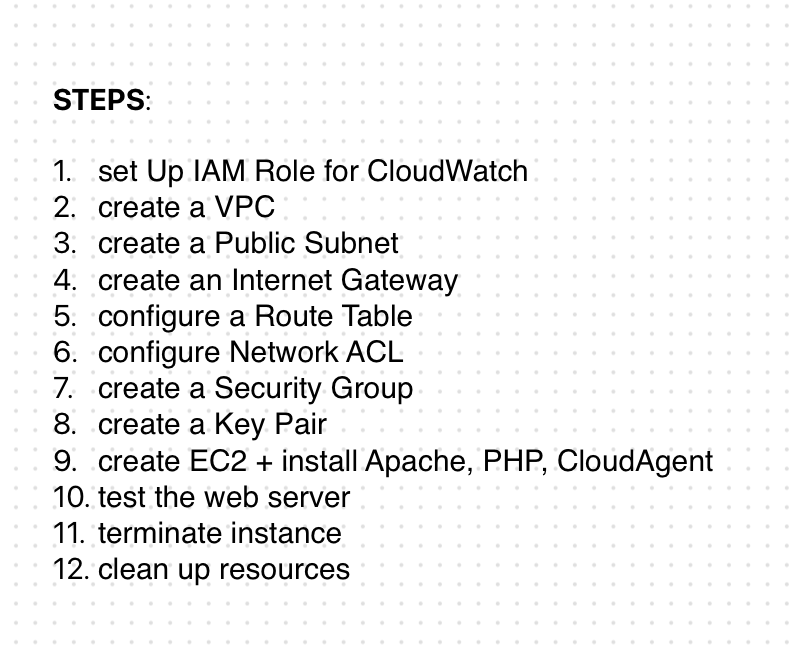 STEPS:
1. set Up IAM Role for CloudWatch
2. create a VPC
3. create a Public Subnet
4. create an Internet Gateway
5. configure a Route Table
6. configure Network ACL
7. create a Security Group
8. create a Key Pair
9. create EC2 + install Apache, PHP, CloudAgent
10. test the web server
11. terminate instance
12. clean up resources